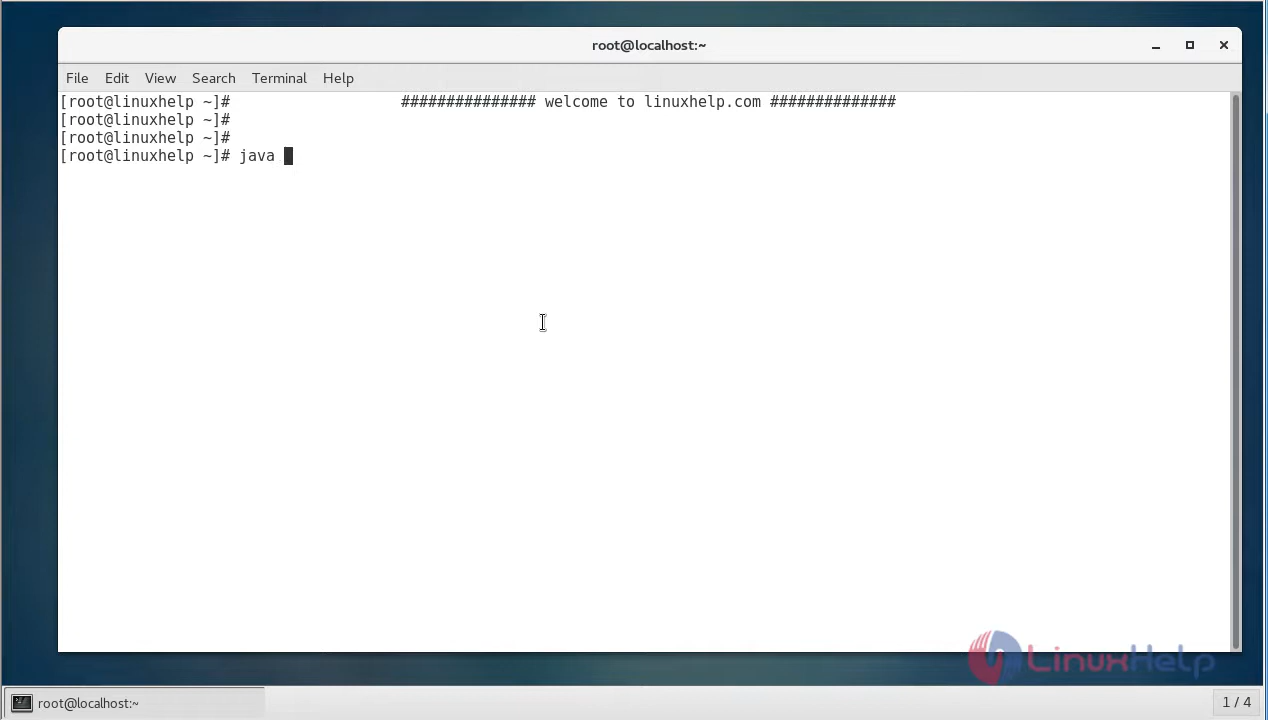 root@localhost:~
File Edit View Search Terminal Help
[root@linuxhelp ~]# ############### welcome to linuxhelp.com ##############
[root@linuxhelp ~]#
[root@linuxhelp ~]#
[root@linuxhelp ~]# java
LinuxHelp
root@localhost:~
1 / 4